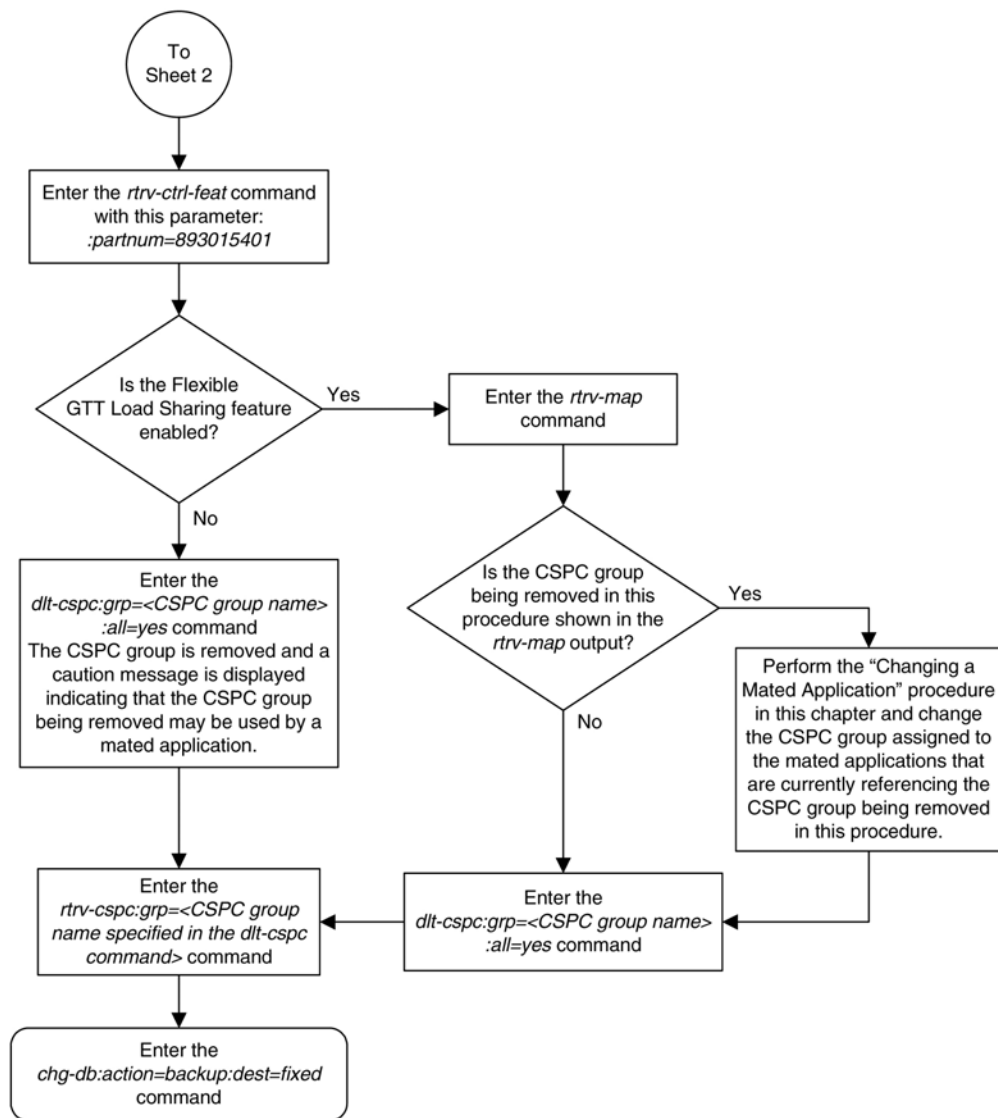 To
Sheet 2
Enter the rtrv-ctrl-feat command
with this parameter:
:partnum=893015401
Is the Flexible
GTT Load Sharing feature
enabled?
Yes
No
Enter the rtrv-map
command
Is the CSPC group
being removed in this
procedure shown in the
rtrv-map output?
Yes
No
Enter the
dlt-cspc:grp=<CSPC group name>
:all=yes command
The CSPC group is removed and a
caution message is displayed
indicating that the CSPC group
being removed may be used by a
mated application.
Perform the “Changing a
Mated Application” procedure
in this chapter and change
the CSPC group assigned to
the mated applications that
are currently referencing the
CSPC group being removed
in this procedure.
Enter the
dlt-cspc:grp=<CSPC group name>
:all=yes command
Enter the
rtrv-cspc:grp=<CSPC group
name specified in the dlt-cspc
command> command
Enter the
chg-db:action=backup:dest=fixed
command